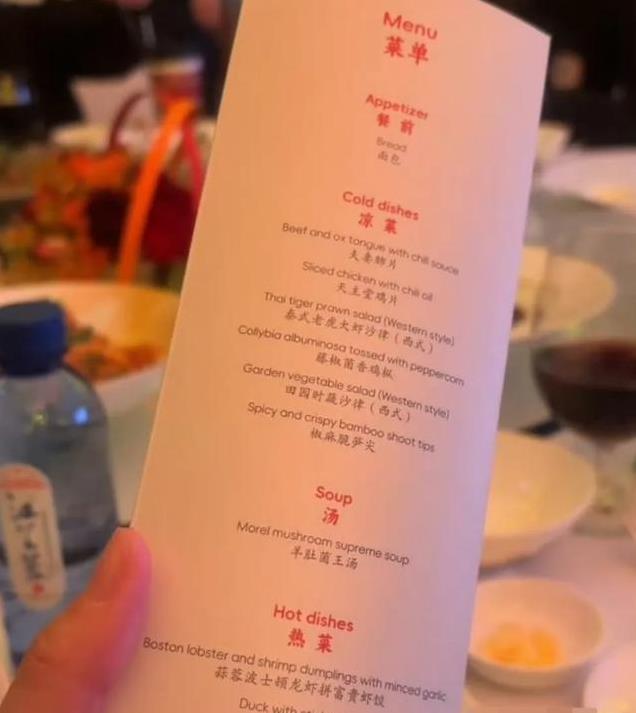 Menu
菜单
Appetizer
餐 前
Bread
面包
Cold dishes
凉 菜
Beef and ox tongue with chili sauce
夫妻肺片
Sliced chicken with chili oil
天主堂鸡片
Thai tiger prawn salad (Western style)
泰式老虎大虾沙律（西式）
Collybia albuminosa tossed with peppercorn
藤椒菌香鸡枞
Garden vegetable salad (Western style)
田园时蔬沙律（西式）
Spicy and crispy bamboo shoot tips
椒麻脆笋尖
Soup
汤
Morel mushroom supreme soup
羊肚菌王汤
Hot dishes
热 菜
Boston lobster and shrimp dumplings with minced garlic
蒜蓉波士顿龙虾拼富贵虾饺
Duck with